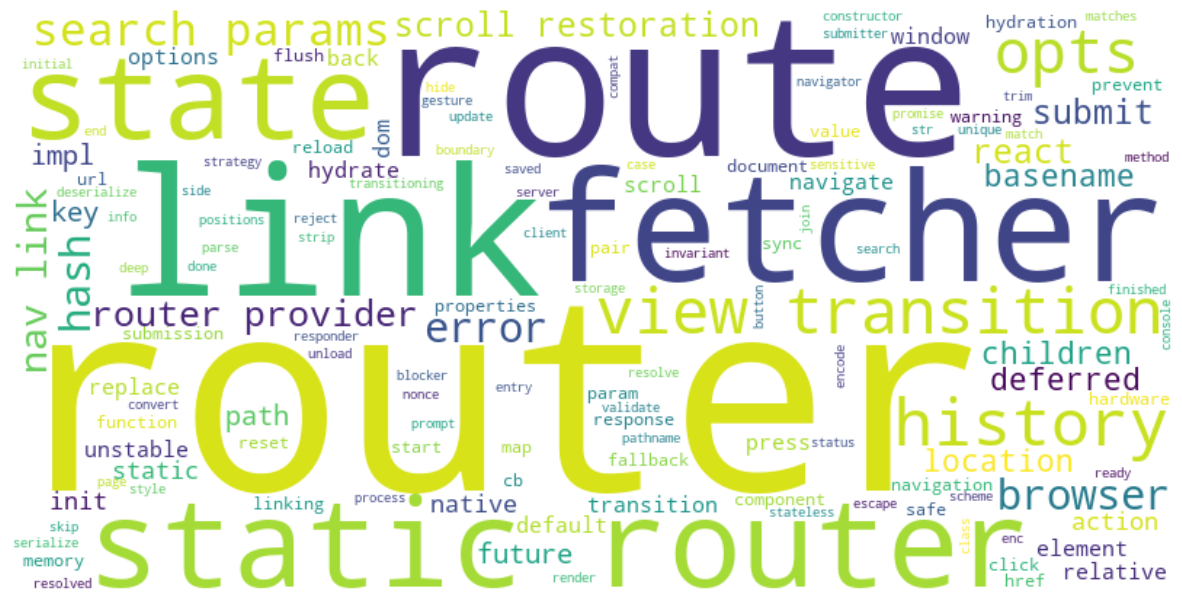 constructor
matches
hydration
submitter
search params
scroll restoration
window
options
flush
back
opts
initial
state
route
compat
navigator
prevent
hide
gesture
update
trim
promise
submit
warning
end
dom
value
str
unique
match
impl
reload
boundary
react
method
strategy
hydrate
saved
case
document
sensitive
url
link
fetcher
scroll
navigate
basename
deserialize
side
transitioning
server
nav link
key
info
positions
reject
join
hash
strip
client
pair
sync
search
parse
invariant
deep
done
storage
finished
router provider
properties
error
view transition
button
console
submission
responder
unload
router
encode
children
replace
blocker
entry
resolve
deferred
convert
nonce
param
validate
hardware
function
path
prompt
response
history
pathname
unstable
reset
start
map
press
status
static
fallback
location
page
style
ready
init
linking
process
native
cb
transition
component
navigation
scheme
browser
stateless
escape
safe
skip
static router
default
class
action
serialize
future
enc
element
memory
click
resolved
render
href
relative